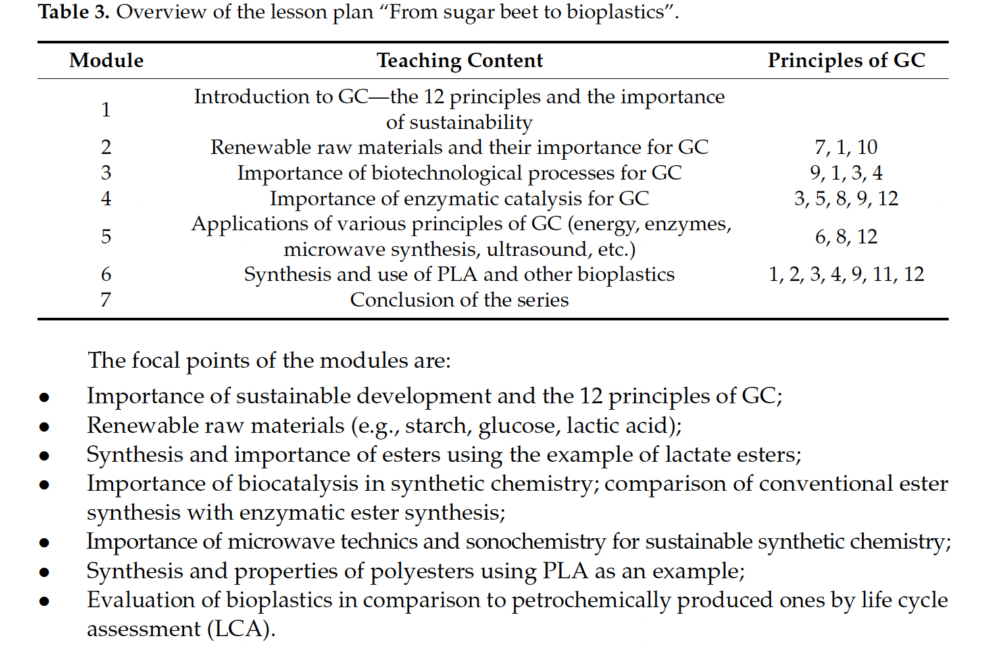 Table 3. Overview of the lesson plan “From sugar beet to bioplastics”.
Module Teaching Content Principles of GC
1 Introduction to GC—the 12 principles and the importance
of sustainability
2 Renewable raw materials and their importance for GC 7, 1, 10
3 Importance of biotechnological processes for GC 9, 1, 3, 4
4 Importance of enzymatic catalysis for GC 3, 5, 8, 9, 12
5 Applications of various principles of GC (energy, enzymes,
microwave synthesis, ultrasound, etc.) 6, 8, 12
6 Synthesis and use of PLA and other bioplastics 1, 2, 3, 4, 9, 11, 12
7 Conclusion of the series
The focal points of the modules are:
• Importance of sustainable development and the 12 principles of GC;
• Renewable raw materials (e.g., starch, glucose, lactic acid);
• Synthesis and importance of esters using the example of lactate esters;
• Importance of biocatalysis in synthetic chemistry; comparison of conventional ester
synthesis with enzymatic ester synthesis;
• Importance of microwave technics and sonochemistry for sustainable synthetic chemistry;
• Synthesis and properties of polyesters using PLA as an example;
• Evaluation of bioplastics in comparison to petrochemically produced ones by life cycle
assessment (LCA).